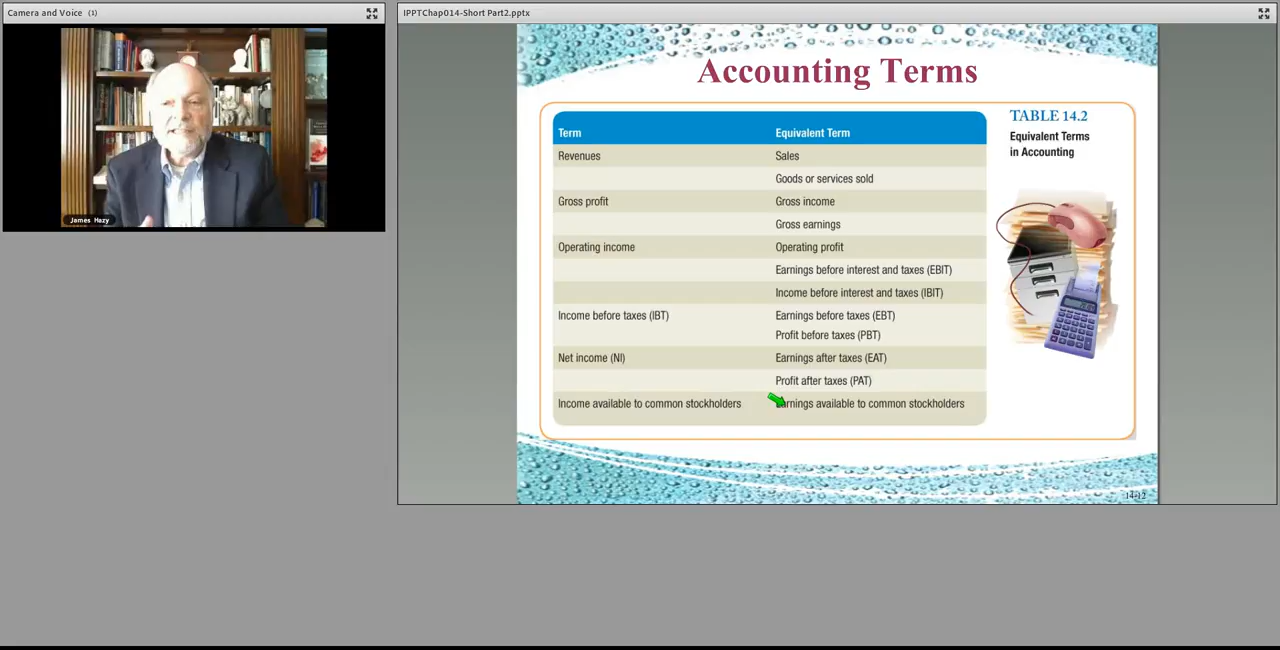 Camera and Voice (1)
James Hazy
IPPTChap014-Short Part2.pptx
Accounting Terms
TABLE 14.2
Equivalent Terms
in Accounting
Term Equivalent Term
Revenues Sales
Goods or services sold
Gross profit Gross income
Gross earnings
Operating income Operating profit
Earnings before interest and taxes (EBIT)
Income before interest and taxes (IBIT)
Income before taxes (IBT) Earnings before taxes (EBT)
Profit before taxes (PBT)
Net income (NI) Earnings after taxes (EAT)
Profit after taxes (PAT)
Income available to common stockholders Earnings available to common stockholders
14-12